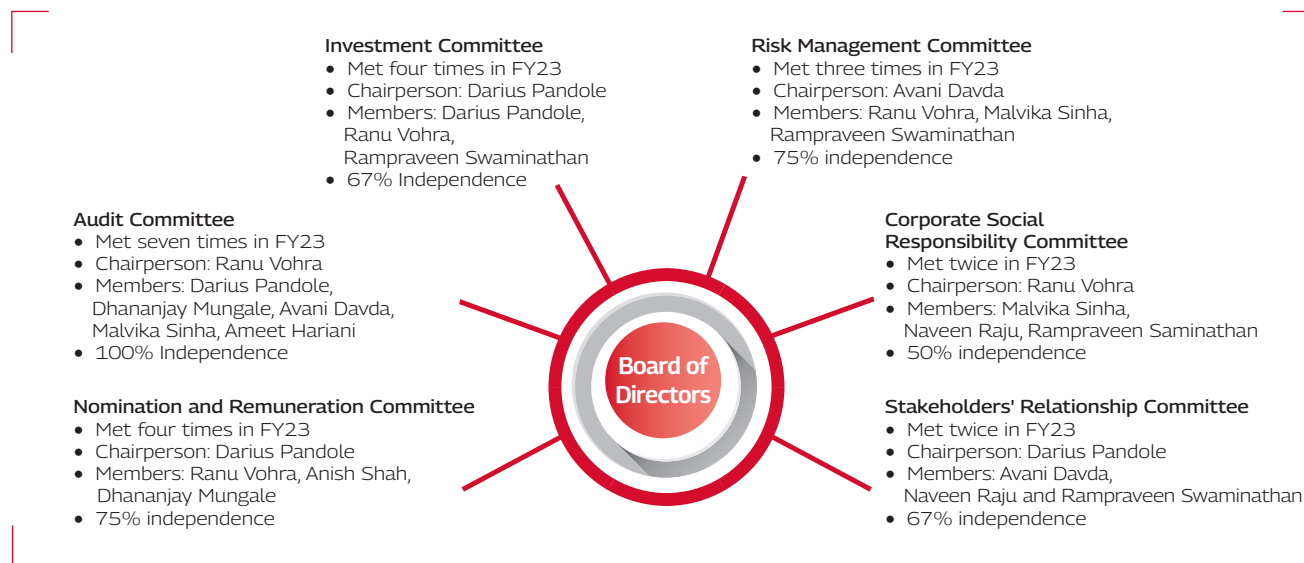 Investment Committee
• Met four times in FY23
• Chairperson: Darius Pandole
• Members: Darius Pandole,
Ranu Vohra,
Rampraveen Swaminathan
• 67% Independence
Risk Management Committee
• Met three times in FY23
• Chairperson: Avani Davda
• Members: Ranu Vohra, Malvika Sinha,
Rampraveen Swaminathan
• 75% independence
Audit Committee
• Met seven times in FY23
• Chairperson: Ranu Vohra
• Members: Darius Pandole,
Dhananjay Mungale, Avani Davda,
Malvika Sinha, Ameet Hariani
• 100% Independence
Corporate Social
Responsibility Committee
• Met twice in FY23
• Chairperson: Ranu Vohra
• Members: Malvika Sinha,
Naveen Raju, Rampraveen Saminathan
• 50% independence
Board of
Directors
Nomination and Remuneration Committee
• Met four times in FY23
• Chairperson: Darius Pandole
• Members: Ranu Vohra, Anish Shah,
Dhananjay Mungale
• 75% independence
Stakeholders' Relationship Committee
• Met twice in FY23
• Chairperson: Darius Pandole
• Members: Avani Davda,
Naveen Raju and Rampraveen Swaminathan
• 67% independence